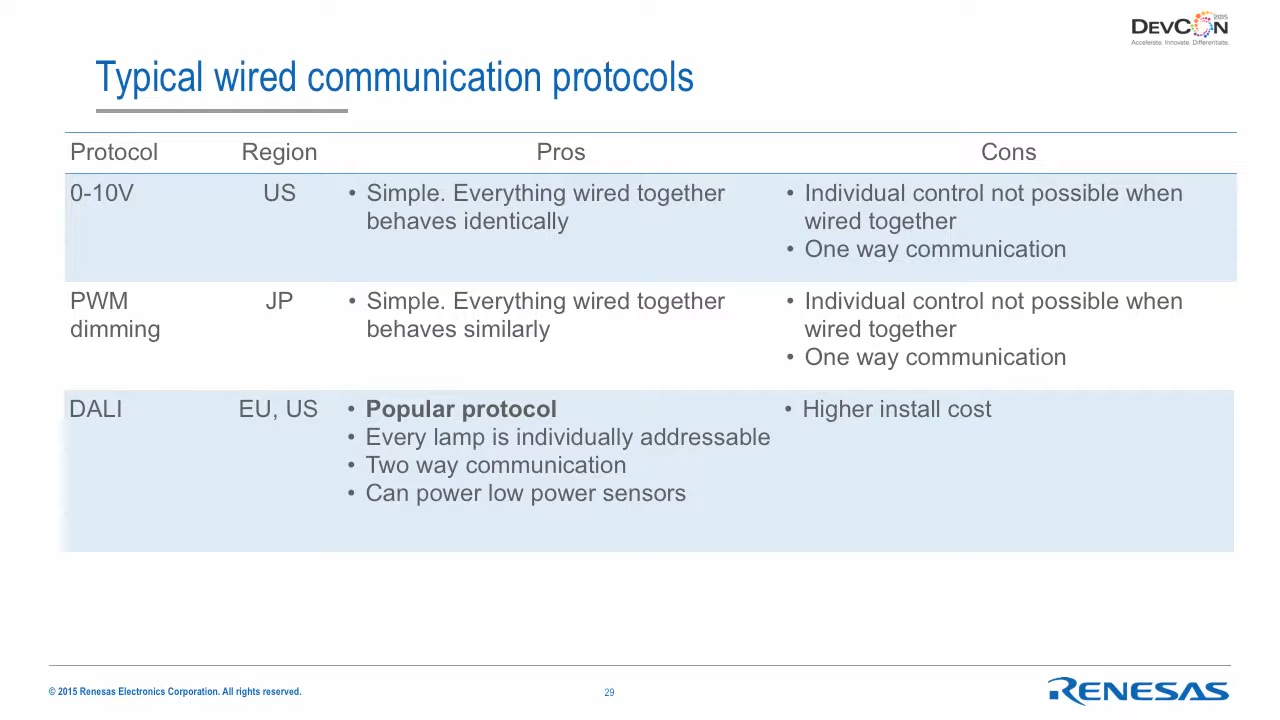 DEVCON 2015
Accelerate. Innovate. Differentiate.
Typical wired communication protocols
Protocol Region Pros Cons
0-10V US • Simple. Everything wired together • Individual control not possible when
behaves identically wired together
• One way communication
PWM JP • Simple. Everything wired together • Individual control not possible when
dimming behaves similarly wired together
• One way communication
DALI EU, US • Popular protocol • Higher install cost
• Every lamp is individually addressable
• Two way communication
• Can power low power sensors
© 2015 Renesas Electronics Corporation. All rights reserved. 29 RENESAS